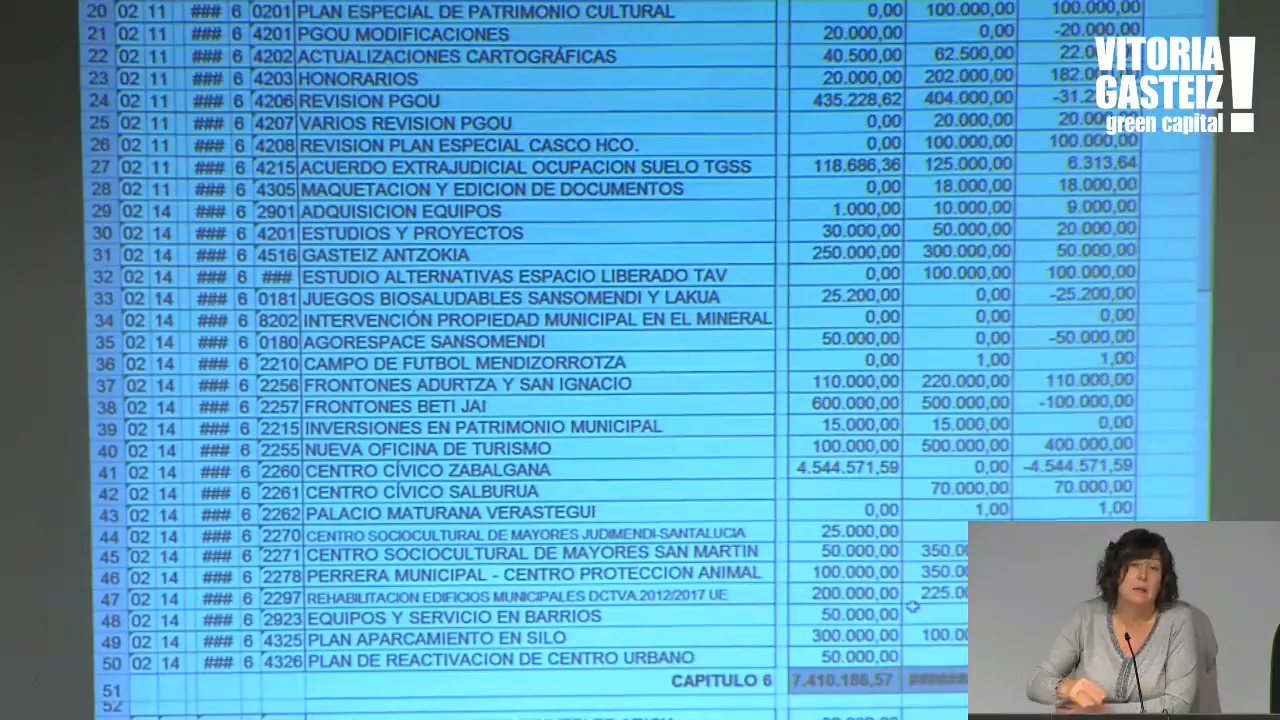 20 02 11 ### 6 0201 PLAN ESPECIAL DE PATRIMONIO CULTURAL 0,00 100.000,00 100.000,00
21 02 11 ### 6 4201 PGOU MODIFICACIONES 20.000,00 0,00 -20.000,00
22 02 11 ### 6 4202 ACTUALIZACIONES CARTOGRÁFICAS 40.500,00 62.500,00 22.0
23 02 11 ### 6 4203 HONORARIOS 20.000,00 202.000,00 182.0
24 02 11 ### 6 4206 REVISION PGOU 435.228,62 404.000,00 -31.2
25 02 11 ### 6 4207 VARIOS REVISION PGOU 0,00 20.000,00 20.000
26 02 11 ### 6 4208 REVISION PLAN ESPECIAL CASCO HCO. 0,00 100.000,00 100.000,00
27 02 11 ### 6 4215 ACUERDO EXTRAJUDICIAL OCUPACION SUELO TGSS 118.686,36 125.000,00 6.313,64
28 02 11 ### 6 4305 MAQUETACION Y EDICION DE DOCUMENTOS 0,00 18.000,00 18.000,00
29 02 14 ### 6 2901 ADQUISICION EQUIPOS 1.000,00 10.000,00 9.000,00
30 02 14 ### 6 4201 ESTUDIOS Y PROYECTOS 30.000,00 50.000,00 20.000,00
31 02 14 ### 6 4516 GASTEIZ ANTZOKIA 250.000,00 300.000,00 50.000,00
32 02 14 ### 6 ### ESTUDIO ALTERNATIVAS ESPACIO LIBERADO TAV 0,00 100.000,00 100.000,00
33 02 14 ### 6 0181 JUEGOS BIOSALUDABLES SANSOMENDI Y LAKUA 25.200,00 0,00 -25.200,00
34 02 14 ### 6 8202 INTERVENCIÓN PROPIEDAD MUNICIPAL EN EL MINERAL 0,00 0,00 0,00
35 02 14 ### 6 0180 AGORESPACE SANSOMENDI 50.000,00 0,00 -50.000,00
36 02 14 ### 6 2210 CAMPO DE FUTBOL MENDIZORROTZA 0,00 1,00 1,00
37 02 14 ### 6 2256 FRONTONES ADURTZA Y SAN IGNACIO 110.000,00 220.000,00 110.000,00
38 02 14 ### 6 2257 FRONTONES BETI JAI 600.000,00 500.000,00 -100.000,00
39 02 14 ### 6 2215 INVERSIONES EN PATRIMONIO MUNICIPAL 15.000,00 15.000,00 0,00
40 02 14 ### 6 2255 NUEVA OFICINA DE TURISMO 100.000,00 500.000,00 400.000,00
41 02 14 ### 6 2260 CENTRO CÍVICO ZABALGANA 4.544.571,59 0,00 -4.544.571,59
42 02 14 ### 6 2261 CENTRO CÍVICO SALBURUA 70.000,00 70.000,00
43 02 14 ### 6 2262 PALACIO MATURANA VERASTEGUI 0,00 1,00 1,00
44 02 14 ### 6 2270 CENTRO SOCIOCULTURAL DE MAYORES JUDIMENDI-SANTALUCIA 25.000,00
45 02 14 ### 6 2271 CENTRO SOCIOCULTURAL DE MAYORES SAN MARTIN 50.000,00 350.00
46 02 14 ### 6 2278 PERRERA MUNICIPAL - CENTRO PROTECCION ANIMAL 100.000,00 350.00
47 02 14 ### 6 2297 REHABILITACION EDIFICIOS MUNICIPALES DCTVA.2012/2017 UE 200.000,00 225.00
48 02 14 ### 6 2923 EQUIPOS Y SERVICIO EN BARRIOS 50.000,00
49 02 14 ### 6 4325 PLAN APARCAMIENTO EN SILO 300.000,00 100.00
50 02 14 ### 6 4326 PLAN DE REACTIVACION DE CENTRO URBANO 50.000,00
51 CAPITULO 6 7.410.186,57 #######
52
VITORIA
GASTEIZ!
green capital